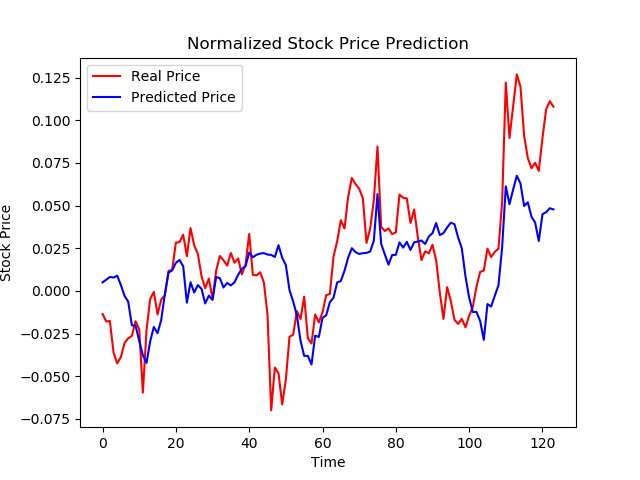 Normalized Stock Price Prediction
Real Price
Predicted Price
Stock Price
0.125
0.100
0.075
0.050
0.025
0.000
−0.025
−0.050
−0.075
0 20 40 60 80 100 120
Time